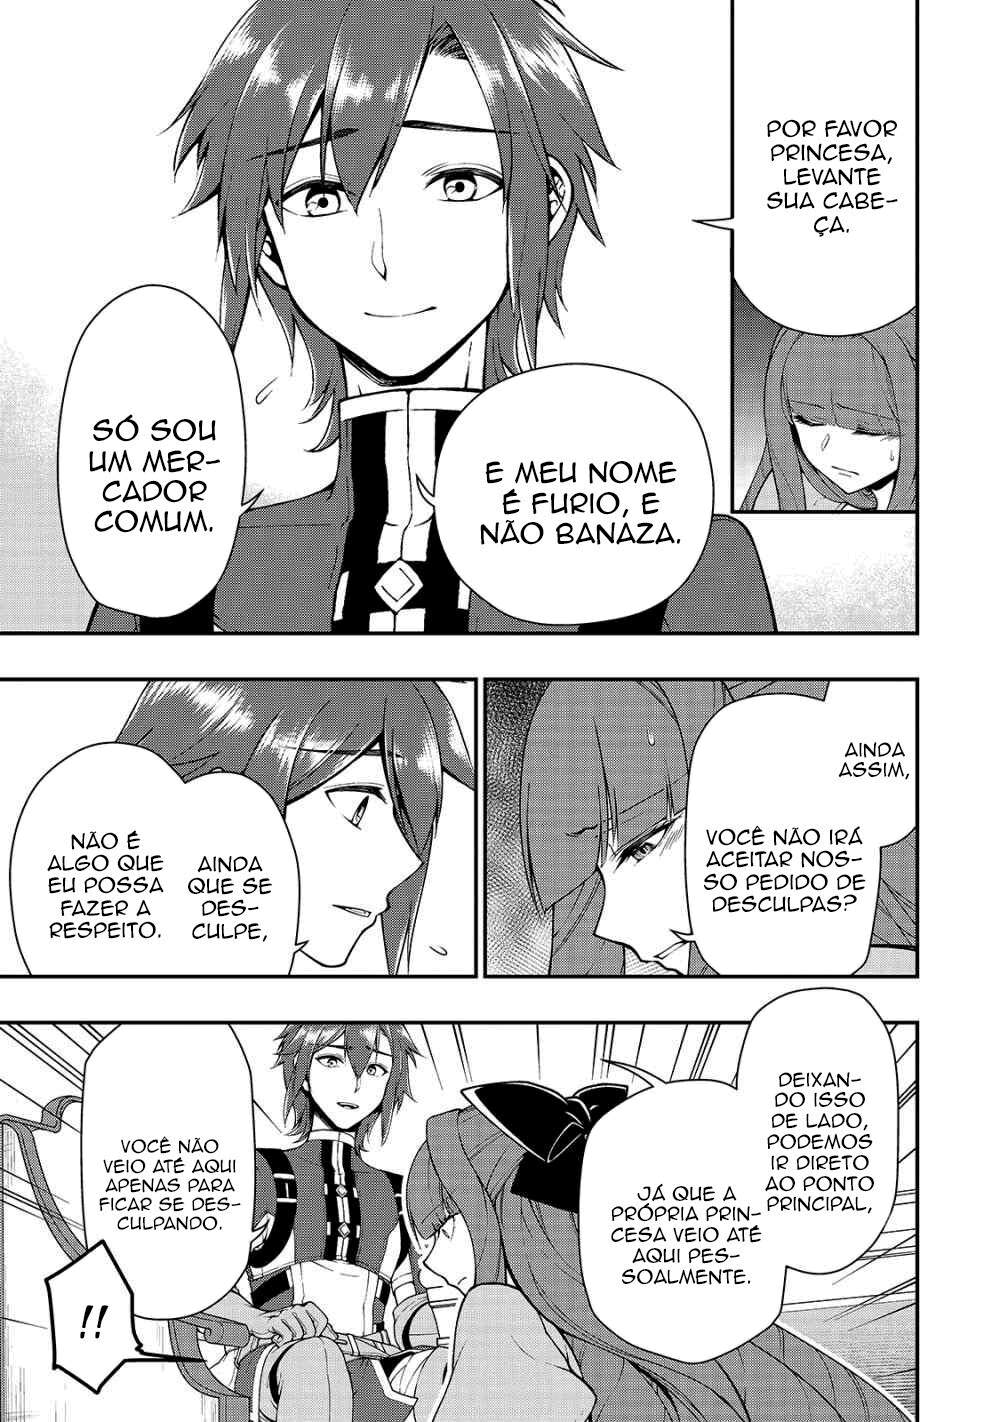 POR FAVOR
PRINCESA,
LEVANTE
SUA CABE-
ÇA.
E MEU NOME
É FURIO, E
NÃO BANAZA.
SÓ SOU
UM MER-
CADOR
COMUM.
AINDA
ASSIM,
VOCÊ NÃO IRÁ
ACEITAR NOS-
SO PEDIDO DE
DESCULPAS?
AINDA
QUE SE
DES-
CULPE,
NÃO É
ALGO QUE
EU POSSA
FAZER A
RESPEITO.
DEIXAN-
DO ISSO
DE LADO,
PODEMOS
IR DIRETO
AO PONTO
PRINCIPAL,
JÁ QUE A
PRÓPRIA PRIN-
CESA VEIO ATÉ
AQUI PES-
SOALMENTE.
VOCÊ NÃO
VEIO ATÉ AQUI
APENAS PARA
FICAR SE DES-
CULPANDO.
!!